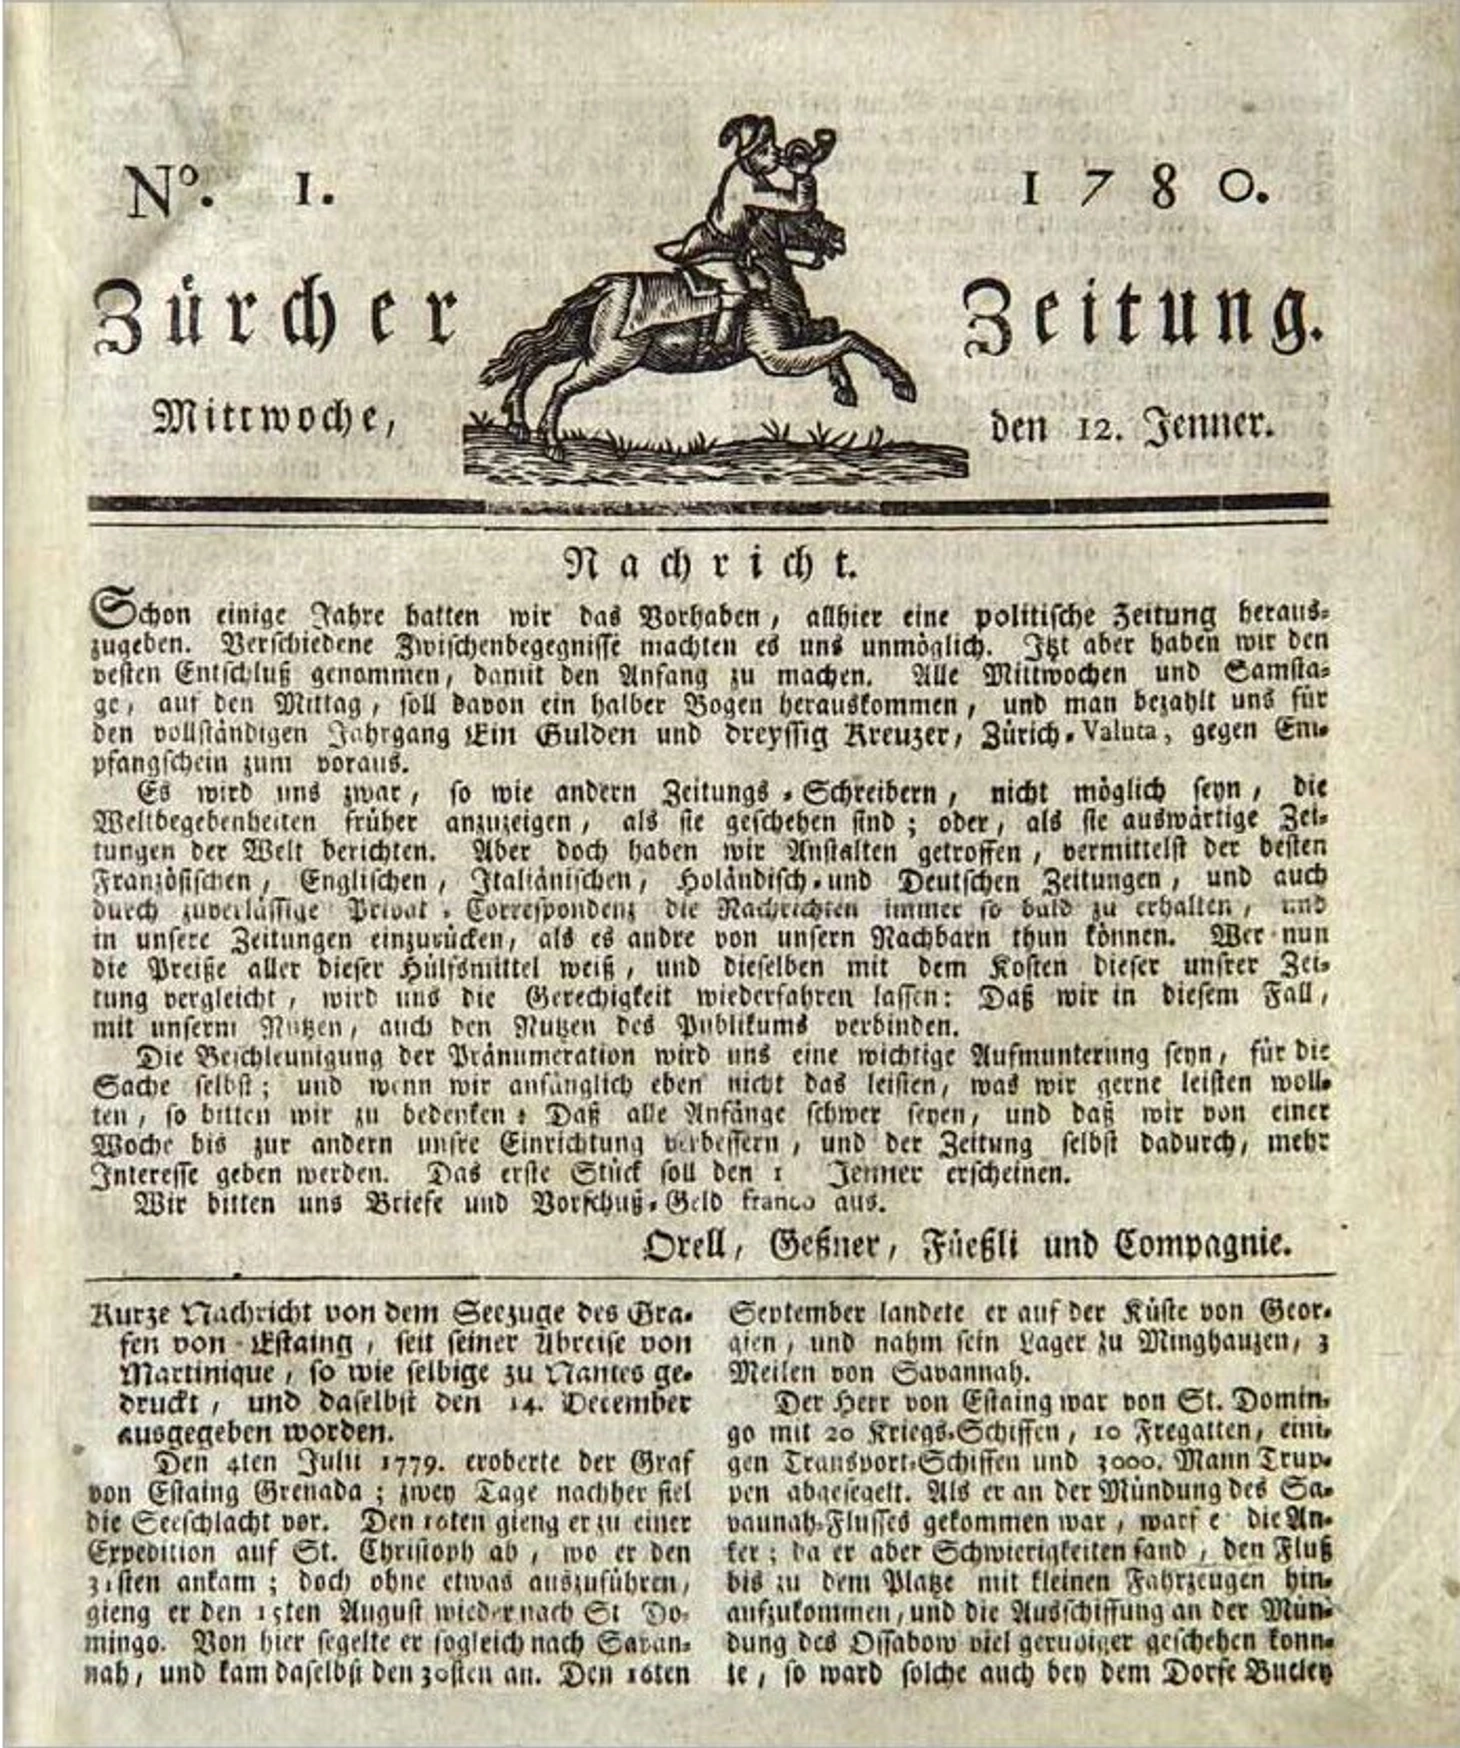 Nº. 1.
1780.
Zürcher Zeitung.
Mittwoche, den 12. Jenner.
Nachricht.
Schon einige Jahre hatten wir das Vorhaben, allhier eine politische Zeitung heraus-
zugeben. Verschiedene Zwischenbegegnisse machten es uns unmöglich. Itzt aber haben wir den
vesten Entschluß genommen, damit den Anfang zu machen. Alle Mittwochen und Samsta-
ge, auf den Mittag, soll davon ein halber Bogen herauskommen, und man bezahlt uns für
den vollständigen Jahrgang Ein Gulden und dreyssig Kreuzer, Zürich-Valuta, gegen Em-
pfangschein zum voraus.
Es wird uns zwar, so wie andern Zeitungs-Schreibern, nicht möglich seyn, die
Weltbegebenheiten früher anzuzeigen, als sie geschehen sind; oder, als sie auswärtige Zei-
tungen der Welt berichten. Aber doch haben wir Anstalten getroffen, vermittelst der besten
Französischen, Englischen, Italiänischen, Holändisch-und Deutschen Zeitungen, und auch
durch zuverlässige Privat-Correspondenz die Nachrichten immer so bald zu erhalten, und
in unsere Zeitungen einzurücken, als es andre von unsern Nachbarn thun können. Wer nun
die Preiße aller dieser Hülfsmittel weiß, und dieselben mit dem Kosten dieser unsrer Zei-
tung vergleicht, wird uns die Gerechigkeit wiederfahren lassen: Daß wir in diesem Fall,
mit unserm Nutzen, auch den Nutzen des Publikums verbinden.
Die Beschleunigung der Pränumeration wird uns eine wichtige Aufmunterung seyn, für die
Sache selbst; und wenn wir anfänglich eben nicht das leisten, was wir gerne leisten woll-
ten, so bitten wir zu bedenken: Daß alle Anfänge schwer seyen, und daß wir von einer
Woche bis zur andern unsre Einrichtung verbessern, und der Zeitung selbst dadurch, mehr
Interesse geben werden. Das erste Stück soll den 1 Jenner erscheinen.
Wir bitten uns Briefe und Vorschuß-Geld franco aus.
Orell, Geßner, Füeßli und Compagnie.
Kurze Nachricht von dem Seezuge des Gra-
fen von Estaing, seit seiner Abreise von
Martinique, so wie selbige zu Nantes ge-
druckt, und daselbst den 14. December
ausgegeben worden.
Den 4ten Julii 1779. eroberte der Graf
von Estaing Grenada; zwey Tage nachher fiel
die Seeschlacht vor. Den 10ten gieng er zu einer
Expedition auf St. Christoph ab, wo er den
31sten ankam; doch ohne etwas auszuführen,
gieng er den 15ten August wieder nach St Do-
mingo. Von hier segelte er sogleich nach Savan-
nah, und kam daselbst den 30sten an. Den 16ten
September landete er auf der Küste von Geor-
gien, und nahm sein Lager zu Minghauzen, 3
Meilen von Savannah.
Der Herr von Estaing war von St. Domin-
go mit 20 Kriegs-Schiffen, 10 Fregatten, eini-
gen Transport-Schiffen und 3000. Mann Trup-
pen abgesegelt. Als er an der Mündung des Sa-
vannah-Flusses gekommen war, warf e die An-
ker; da er aber Schwierigkeiten fand, den Fluß
bis zu dem Platze mit kleinen Fahrzeugen hin-
aufzukommen, und die Ausschiffung an der Mün-
dung des Ossabow viel geruhiger geschehen konn-
te, so ward solche auch bey dem Dorfe